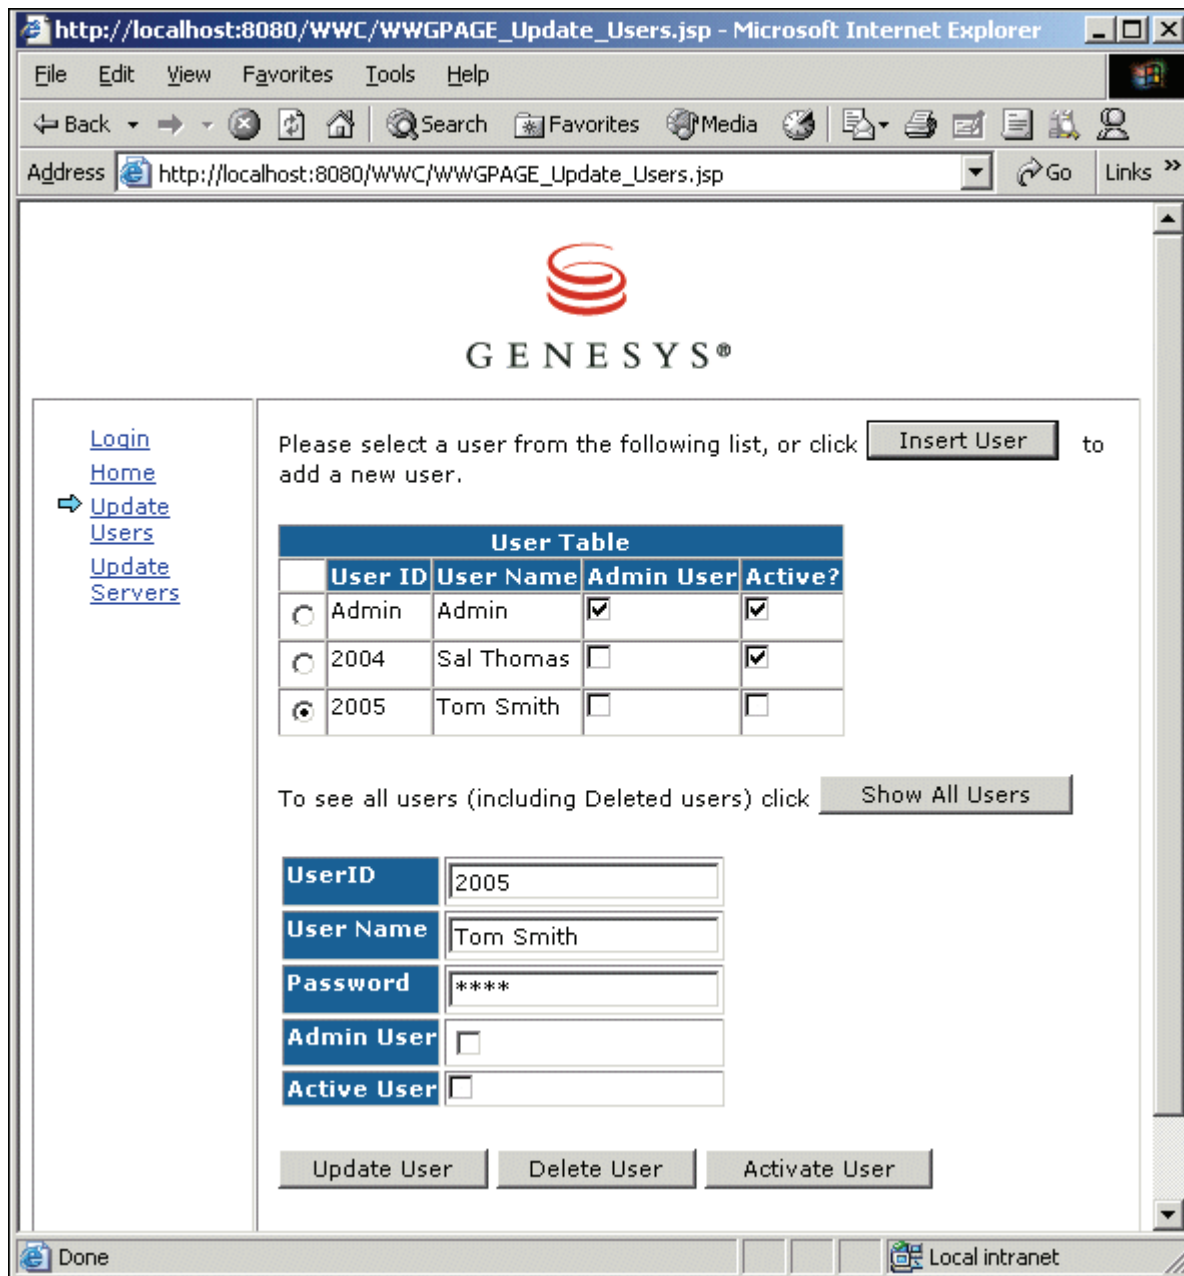 http://localhost:8080/WWC/WWGPAGE_Update_Users.jsp - Microsoft Internet Explorer
File Edit View Favorites Tools Help
Back Search Favorites Media
Address http://localhost:8080/WWC/WWGPAGE_Update_Users.jsp Go Links »
GENESYS®
Login
Home
Update
Users
Update
Servers
Please select a user from the following list, or click Insert User to
add a new user.
User Table
User ID User Name Admin User Active?
Admin Admin
2004 Sal Thomas
2005 Tom Smith
To see all users (including Deleted users) click Show All Users
UserID 2005
User Name Tom Smith
Password ****
Admin User
Active User
Update User Delete User Activate User
Done Local intranet